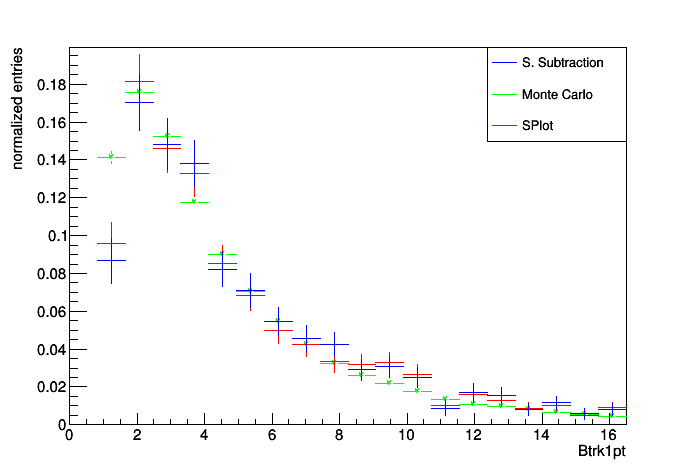 normalized entries
S. Subtraction
Monte Carlo
SPlot
0.18
0.16
0.14
0.12
0.1
0.08
0.06
0.04
0.02
0
0 2 4 6 8 10 12 14 16
Btrk1pt